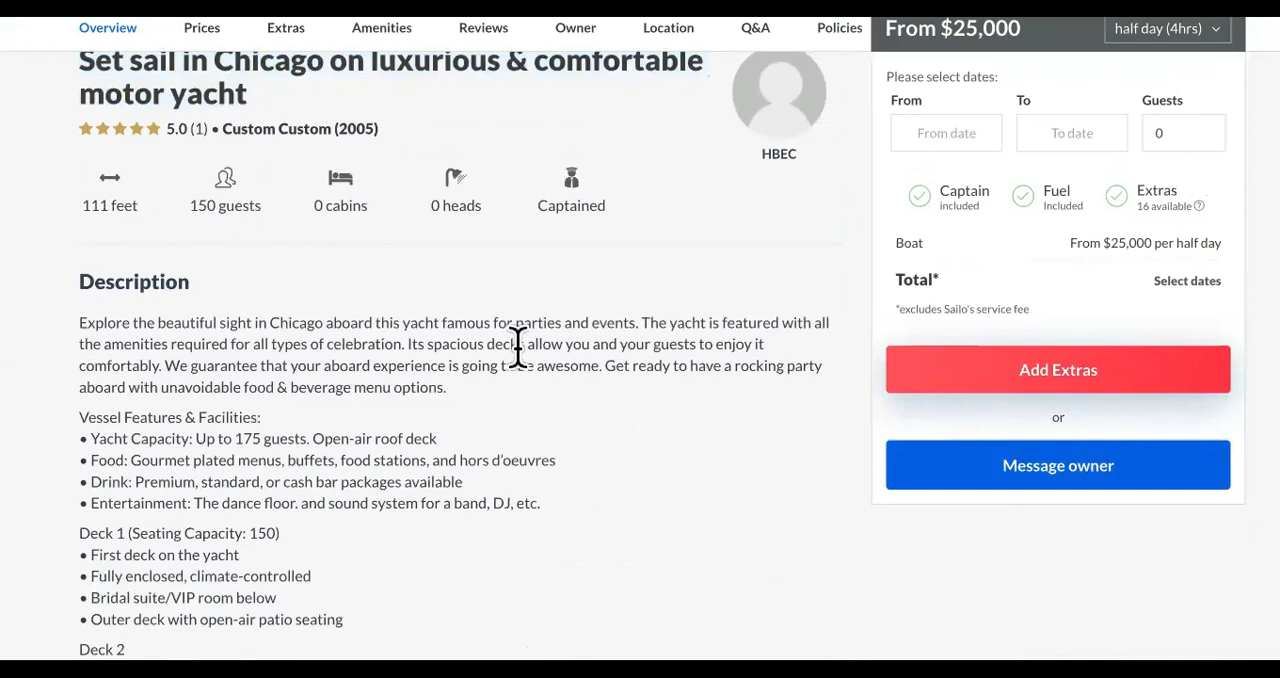 Overview Prices Extras Amenities Reviews Owner Location Q&A Policies
From $25,000
half day (4hrs)
Set sail in Chicago on luxurious & comfortable
motor yacht
5.0 (1) • Custom Custom (2005)
HBEC
111 feet
150 guests
0 cabins
0 heads
Captained
Description
Explore the beautiful sight in Chicago aboard this yacht famous for parties and events. The yacht is featured with all
the amenities required for all types of celebration. Its spacious decks allow you and your guests to enjoy it
comfortably. We guarantee that your aboard experience is going awesome. Get ready to have a rocking party
aboard with unavoidable food & beverage menu options.
Vessel Features & Facilities:
• Yacht Capacity: Up to 175 guests. Open-air roof deck
• Food: Gourmet plated menus, buffets, food stations, and hors d'oeuvres
• Drink: Premium, standard, or cash bar packages available
• Entertainment: The dance floor. and sound system for a band, DJ, etc.
Deck 1 (Seating Capacity: 150)
• First deck on the yacht
• Fully enclosed, climate-controlled
• Bridal suite/VIP room below
• Outer deck with open-air patio seating
Deck 2
Please select dates:
From To Guests
From date To date 0
Captain
included
Fuel
Included
Extras
16 available
Boat From $25,000 per half day
Total* Select dates
*excludes Sailo's service fee
Add Extras
or
Message owner